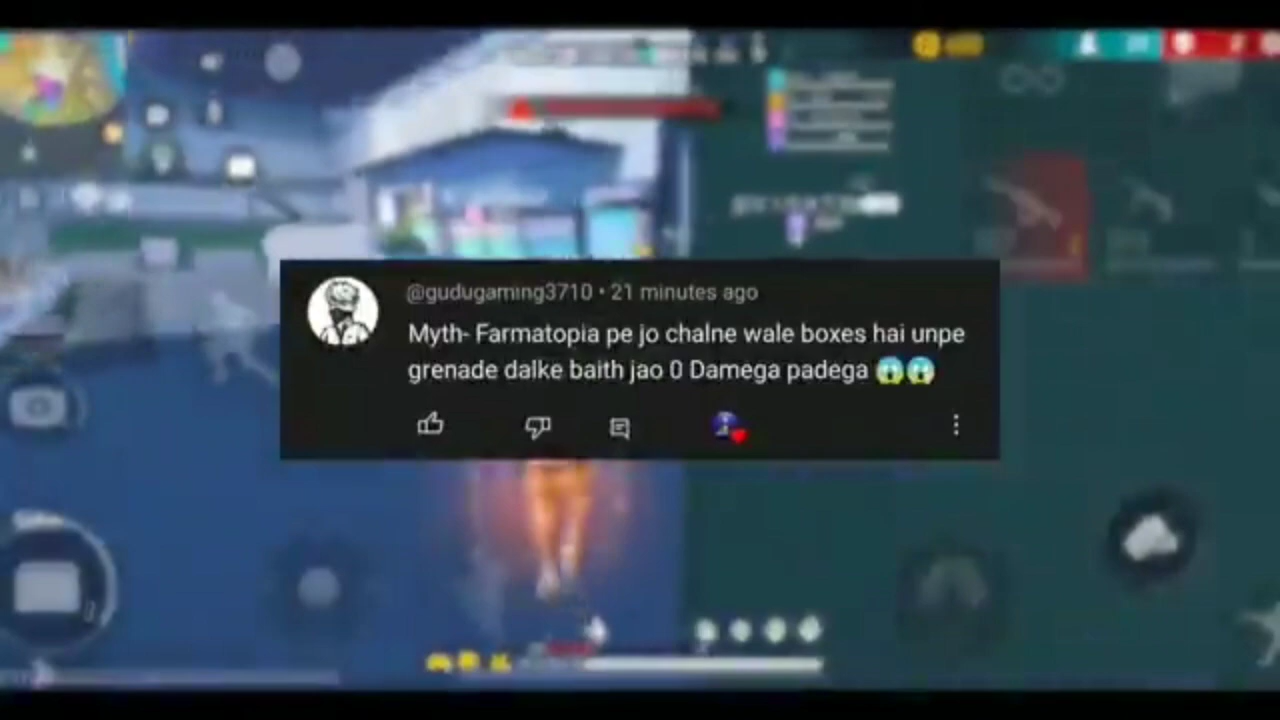 @gudugaming3710 • 21 minutes ago
Myth- Farmatopia pe jo chalne wale boxes hai unpe
grenade dalke baith jao 0 Damega padega 😱😱